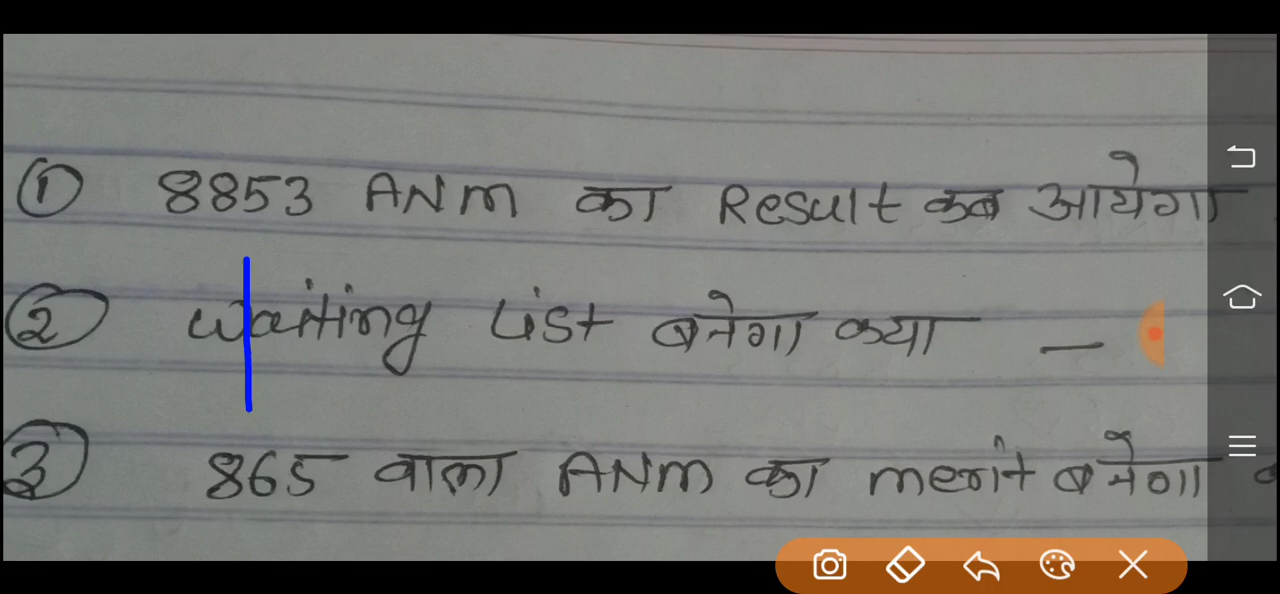 ① 8853 ANM का Result कब आयेगा
② Waiting List बनेगा क्या —
③ 865 वाला ANM का merit बनेगा